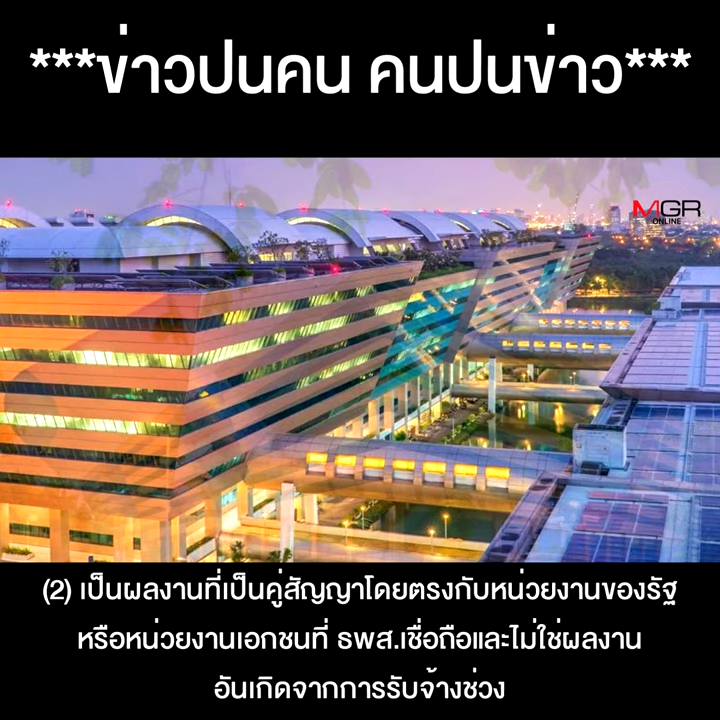 ***ข่าวปนคน คนปนข่าว***
MGR
ONLINE
(2) เป็นผลงานที่เป็นคู่สัญญาโดยตรงกับหน่วยงานของรัฐ
หรือหน่วยงานเอกชนที่ ธพส.เชื่อถือและไม่ใช่ผลงาน
อันเกิดจากการรับจ้างช่วง